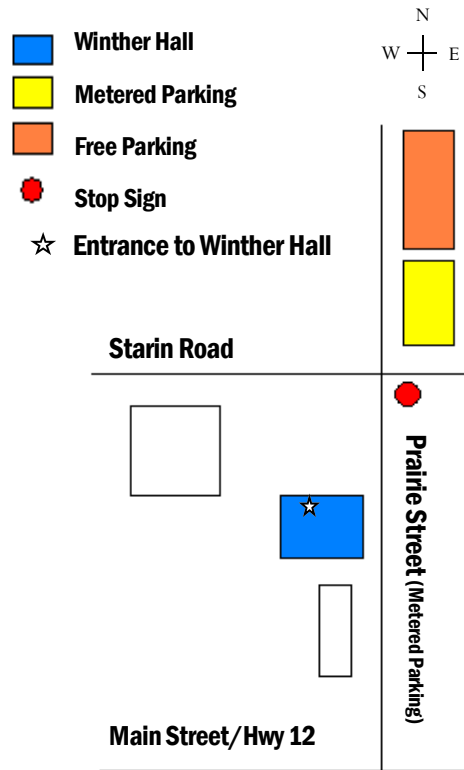 N
Winther Hall
W E
Metered Parking
S
Free Parking
Stop Sign
Entrance to Winther Hall
Starin Road
Prairie Street (Metered Parking)
Main Street/Hwy 12